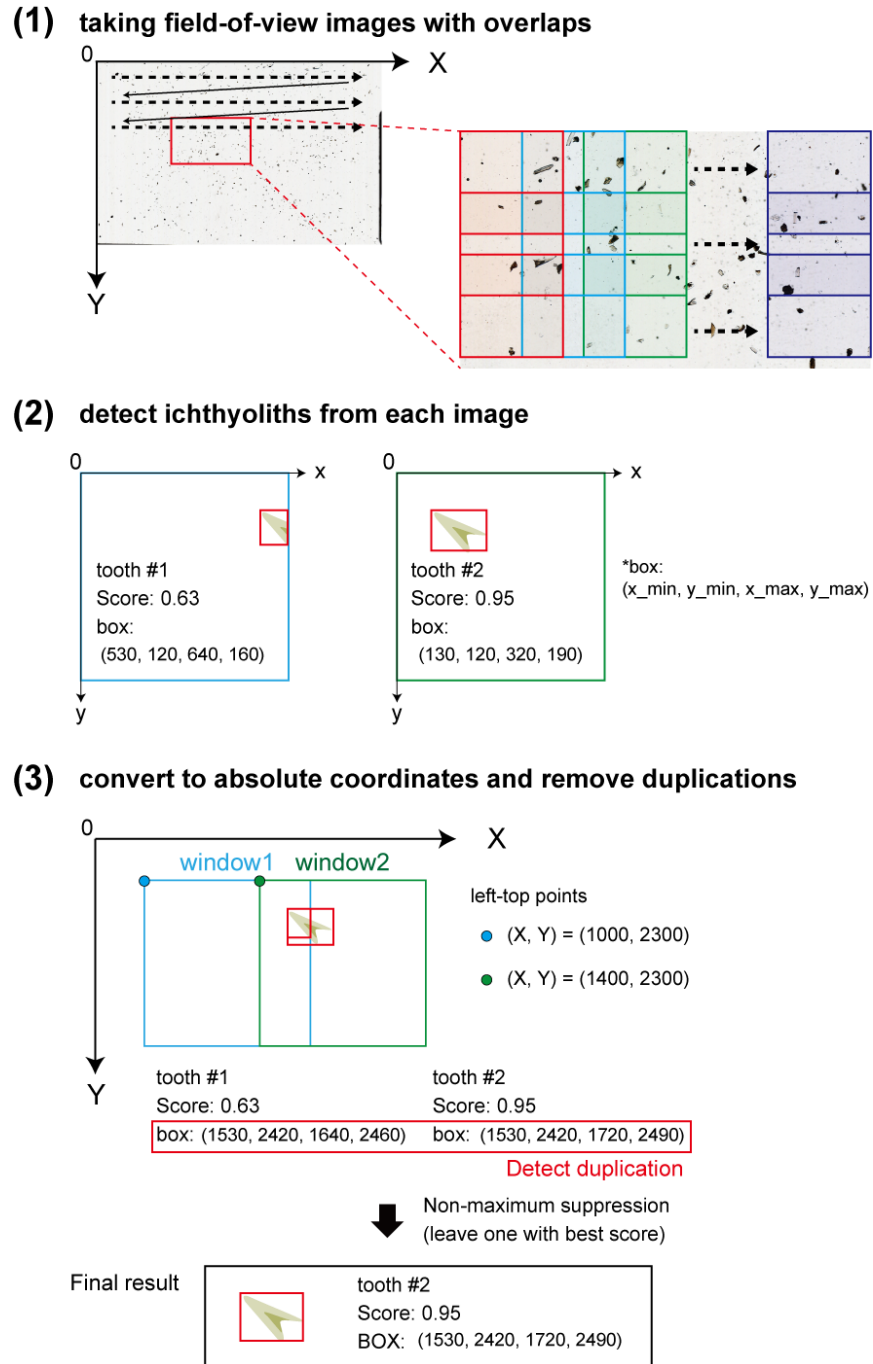 (1) taking field-of-view images with overlaps
0
X
Y
(2) detect ichthyoliths from each image
0
x
0
x
tooth #1
Score: 0.63
box:
(530, 120, 640, 160)
y
tooth #2
Score: 0.95
box:
(130, 120, 320, 190)
y
*box:
(x_min, y_min, x_max, y_max)
(3) convert to absolute coordinates and remove duplications
0
X
window1 window2
left-top points
(X, Y) = (1000, 2300)
(X, Y) = (1400, 2300)
Y
tooth #1
Score: 0.63
box: (1530, 2420, 1640, 2460)
tooth #2
Score: 0.95
box: (1530, 2420, 1720, 2490)
Detect duplication
Non-maximum suppression
(leave one with best score)
Final result
tooth #2
Score: 0.95
BOX: (1530, 2420, 1720, 2490)